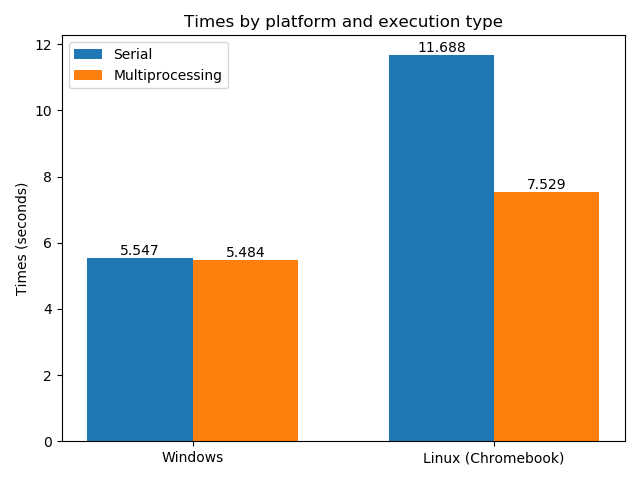 Times by platform and execution type
Serial
Multiprocessing
Times (seconds)
12
10
8
6
4
2
0
5.547
5.484
11.688
7.529
Windows
Linux (Chromebook)